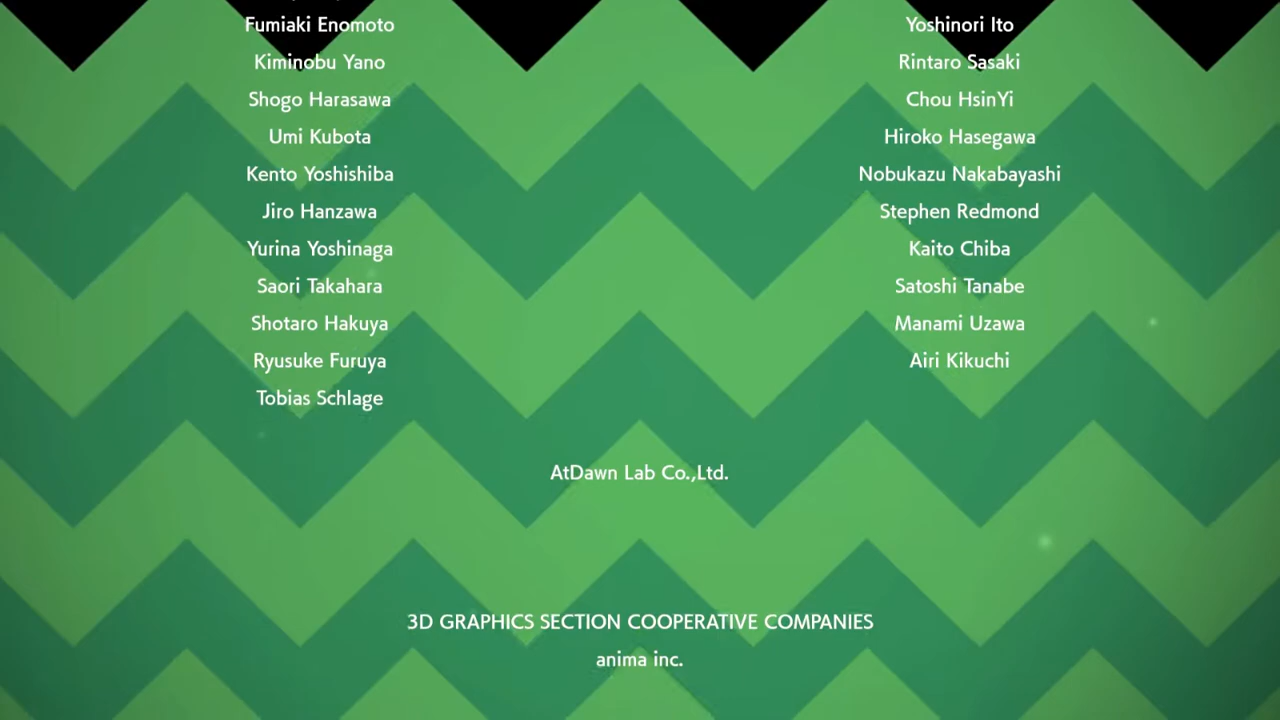 Fumiaki Enomoto
Kiminobu Yano
Shogo Harasawa
Umi Kubota
Kento Yoshishiba
Jiro Hanzawa
Yurina Yoshinaga
Saori Takahara
Shotaro Hakuya
Ryusuke Furuya
Tobias Schlage
Yoshinori Ito
Rintaro Sasaki
Chou HsinYi
Hiroko Hasegawa
Nobukazu Nakabayashi
Stephen Redmond
Kaito Chiba
Satoshi Tanabe
Manami Uzawa
Airi Kikuchi
AtDawn Lab Co.,Ltd.
3D GRAPHICS SECTION COOPERATIVE COMPANIES
anima inc.